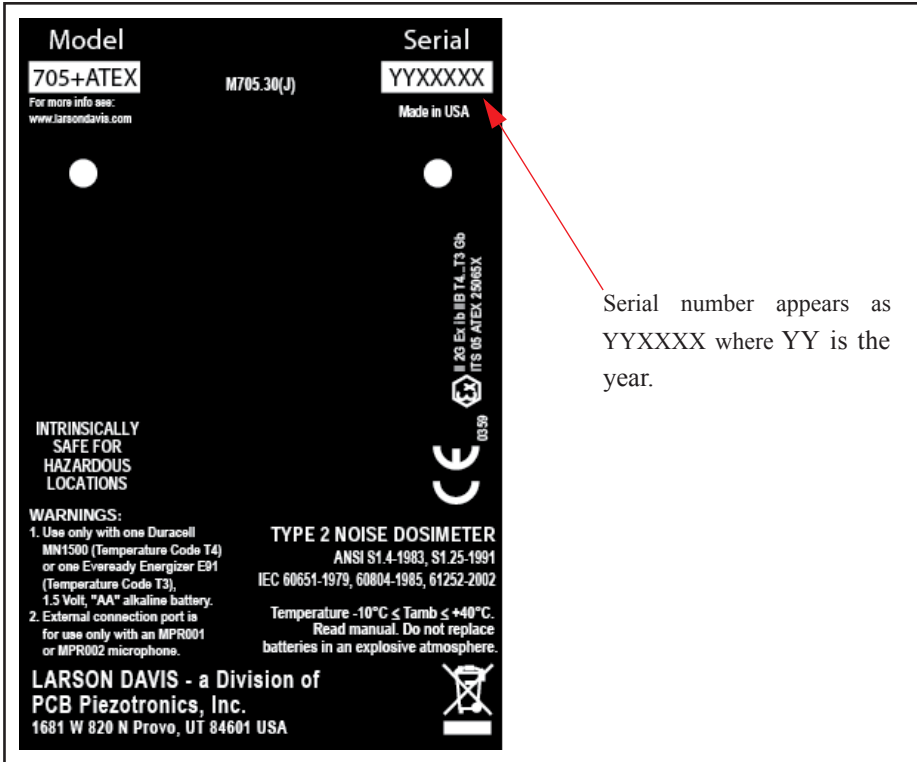 Model
Serial
705+ATEX
M705.30(J)
YYXXXXX
For more info see:
www.larsondavis.com
Made in USA
II 2G Ex ib IIB T4...T3 Gb
ITS 05 ATEX 25065X
Ex
0359
CE
Serial number appears as
YYXXXX where YY is the
year.
INTRINSICALLY
SAFE FOR
HAZARDOUS
LOCATIONS
WARNINGS:
1. Use only with one Duracell
MN1500 (Temperature Code T4)
or one Eveready Energizer E91
(Temperature Code T3),
1.5 Volt, "AA" alkaline battery.
2. External connection port is
for use only with an MPR001
or MPR002 microphone.
TYPE 2 NOISE DOSIMETER
ANSI S1.4-1983, S1.25-1991
IEC 60651-1979, 60804-1985, 61252-2002
Temperature -10°C ≤ Tamb ≤ +40°C.
Read manual. Do not replace
batteries in an explosive atmosphere.
LARSON DAVIS - a Division of
PCB Piezotronics, Inc.
1681 W 820 N Provo, UT 84601 USA